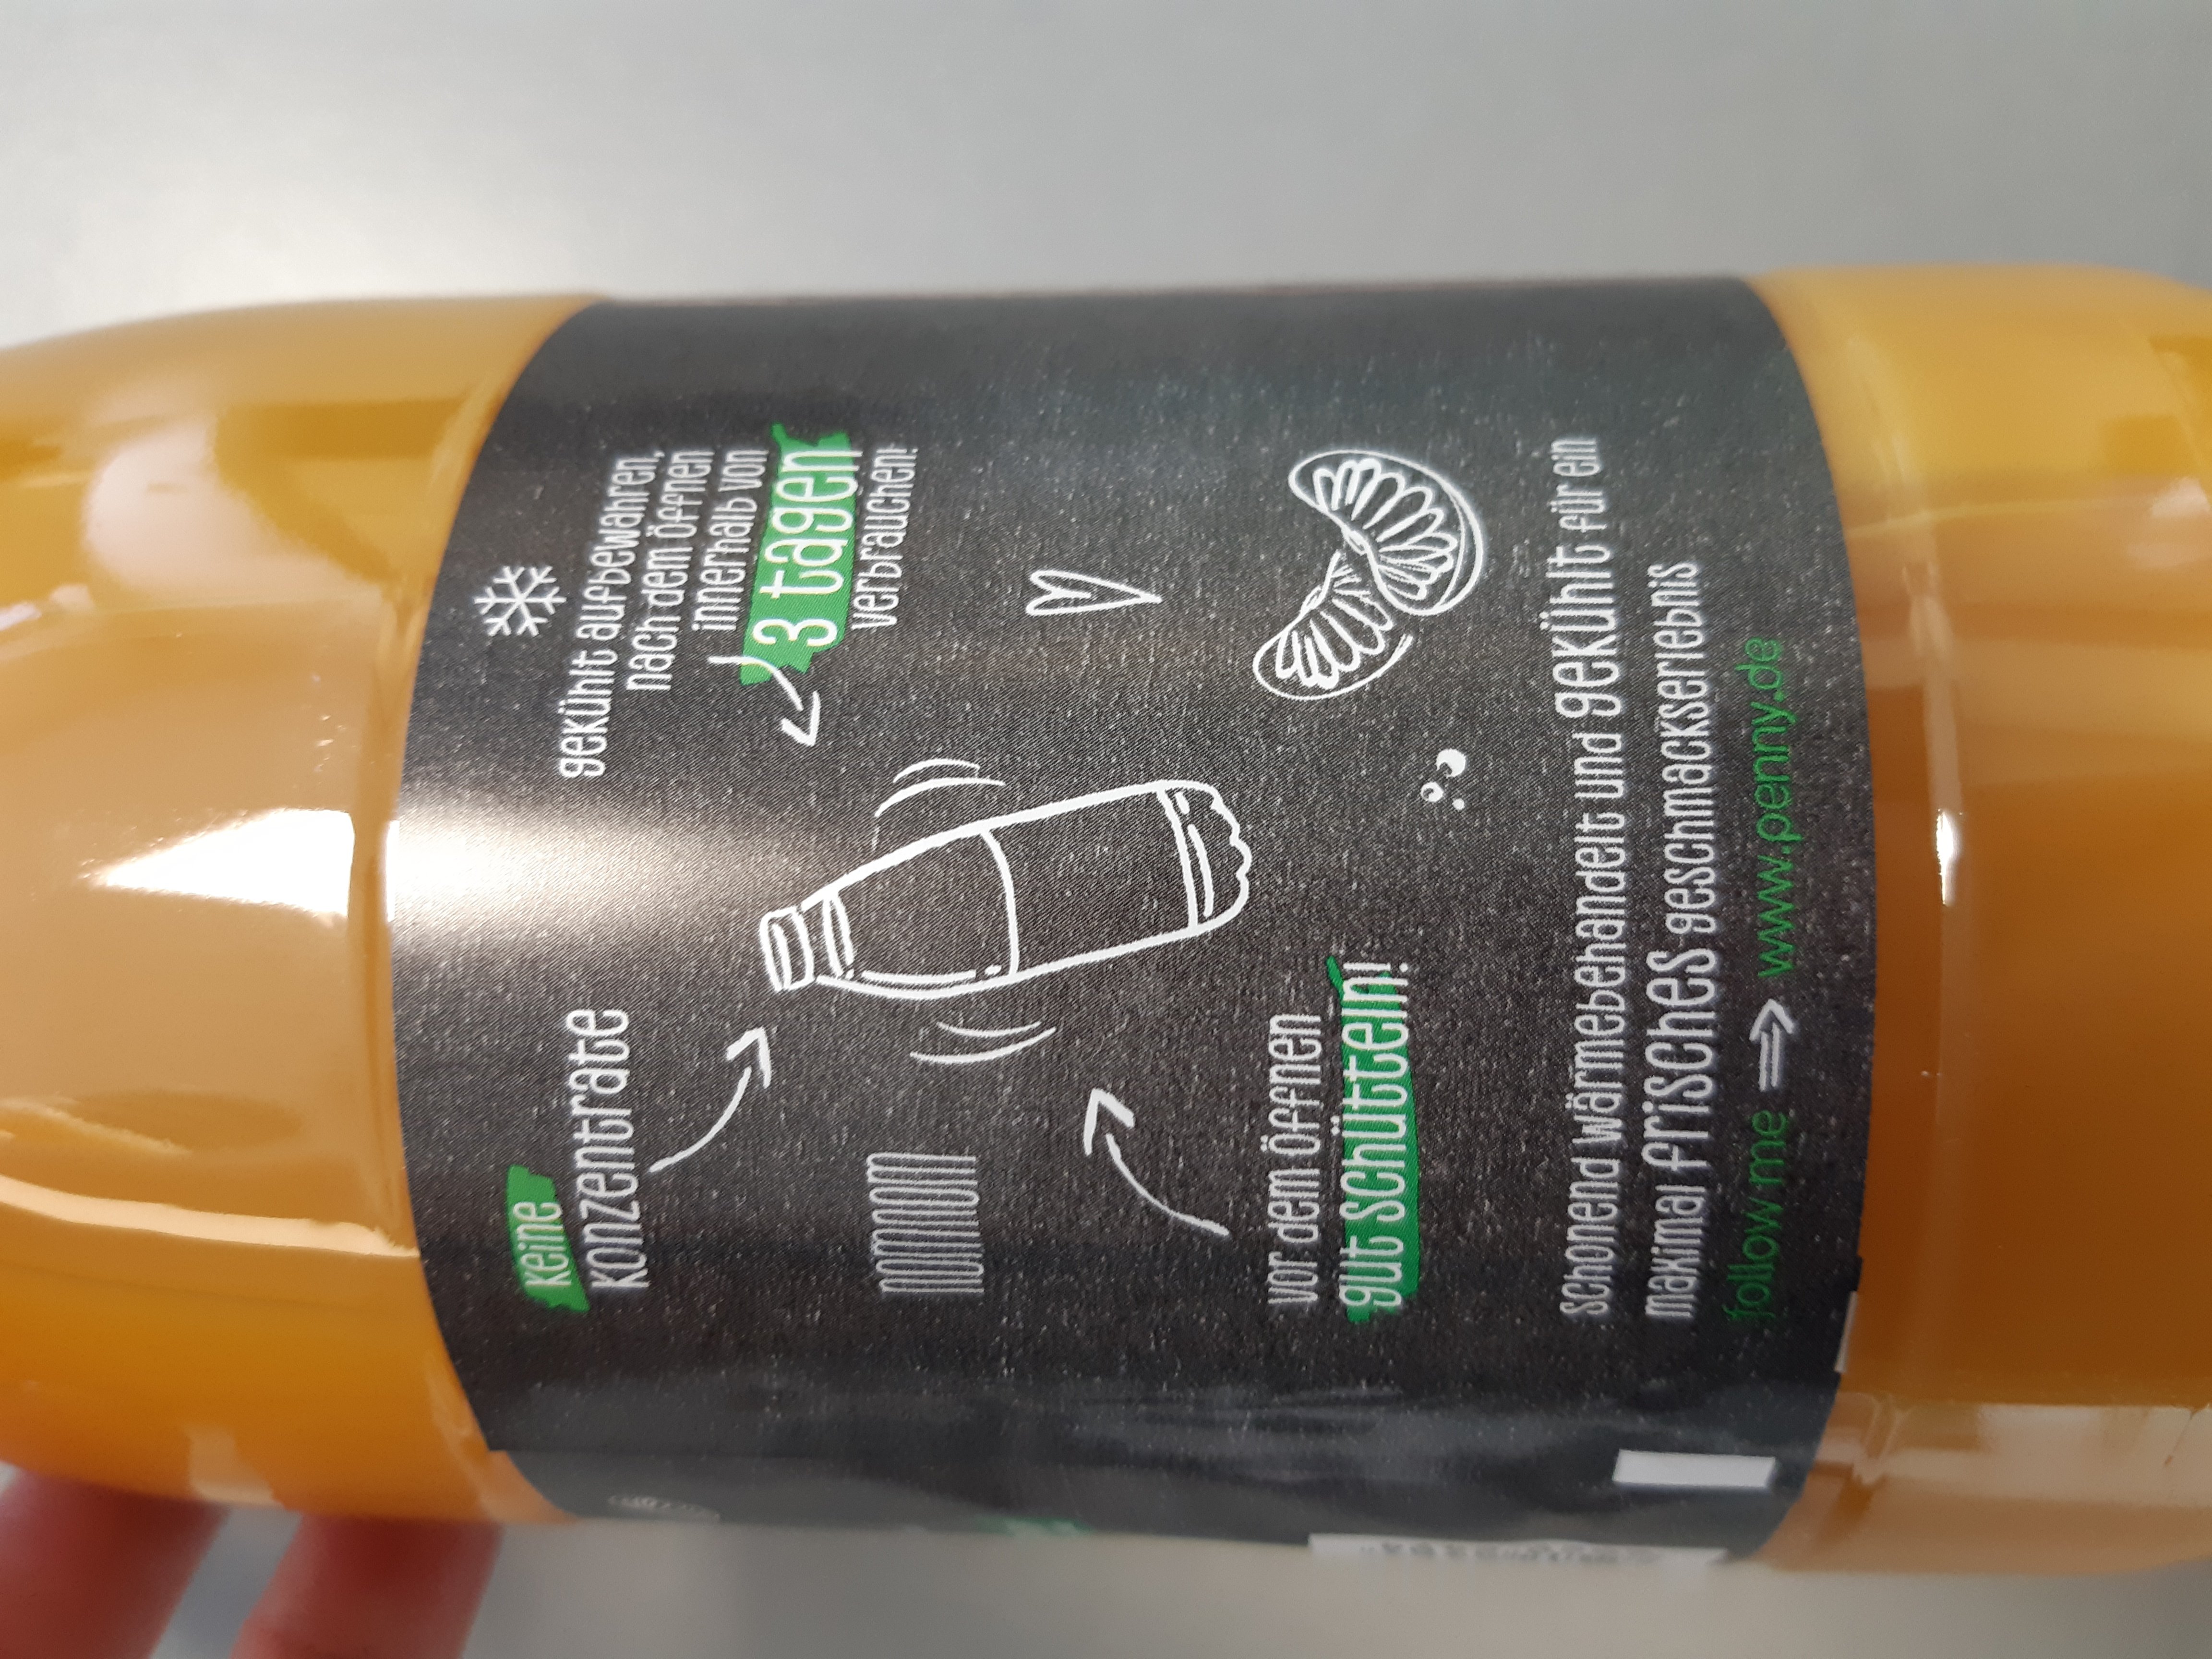 keine
konzentrate
gekühlt aufbewahren,
nach dem öffnen
innerhalb von
3 tagen
verbrauchen!
nomnom
vor dem öffnen
gut schütteln!
schonend wärmebehandelt und gekühlt für ein
maximal frisches geschmackserlebnis
follow me ⇒ www.penny.de